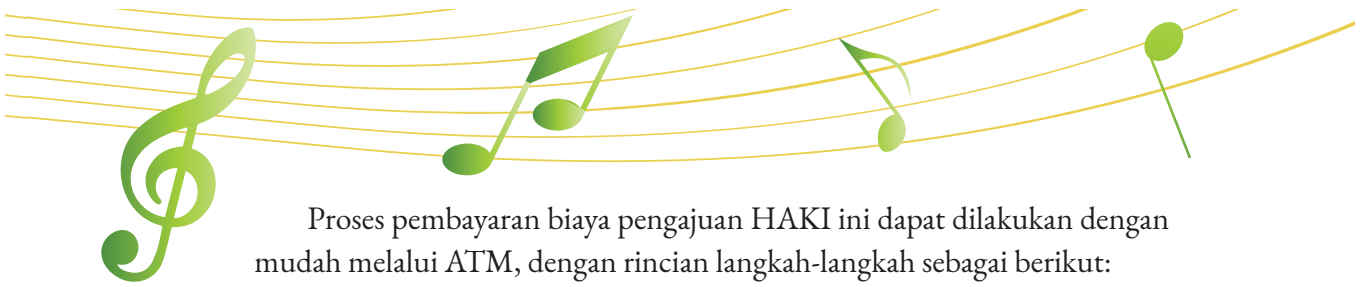 Proses pembayaran biaya pengajuan HAKI ini dapat dilakukan dengan
mudah melalui ATM, dengan rincian langkah-langkah sebagai berikut: